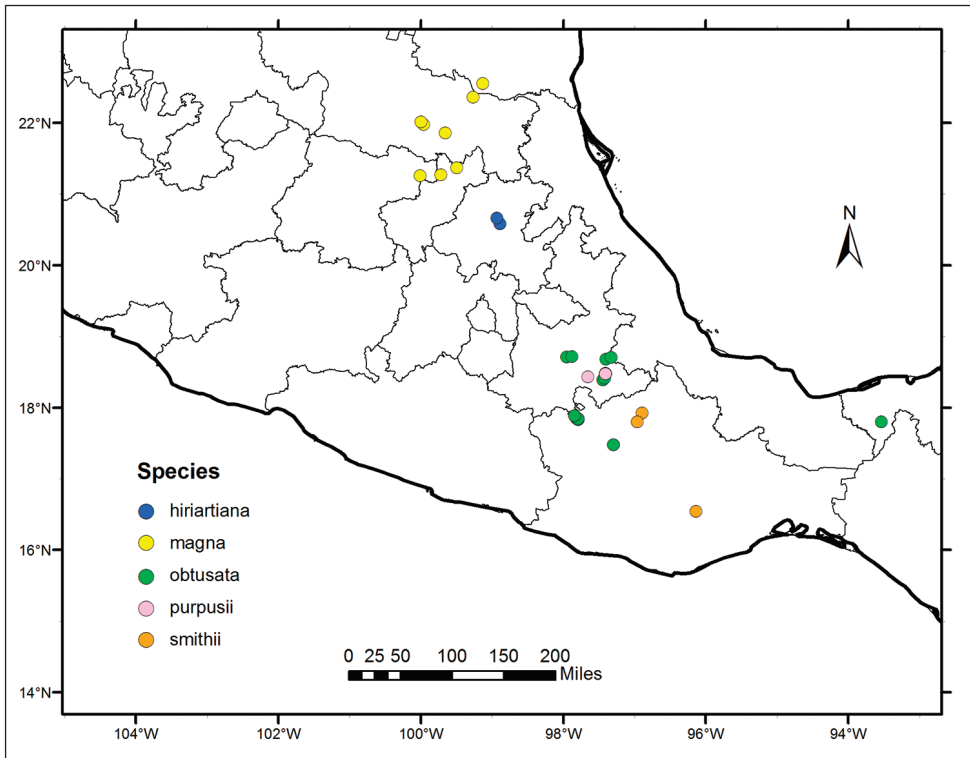 22°N
20°N
18°N
16°N
14°N
N
Species
hiriartiana
magna
obtusata
purpusii
smithii
0 25 50 100 150 200
Miles
104°W 102°W 100°W 98°W 96°W 94°W